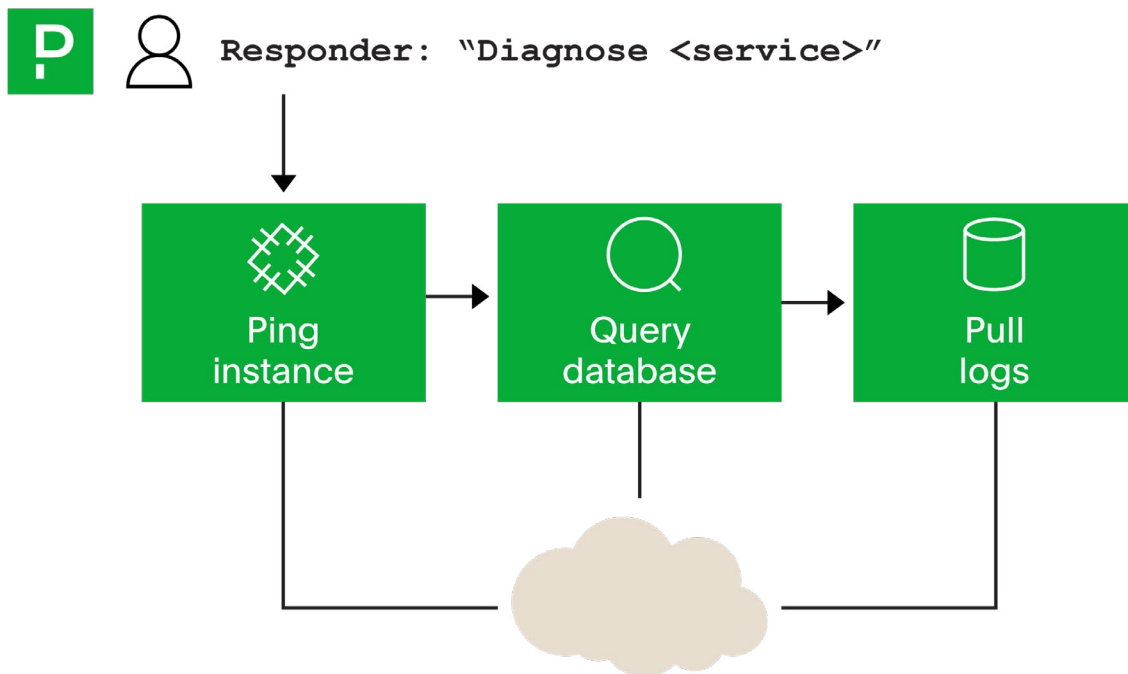 Responder: “Diagnose <service>”
Ping
instance
Query
database
Pull
logs